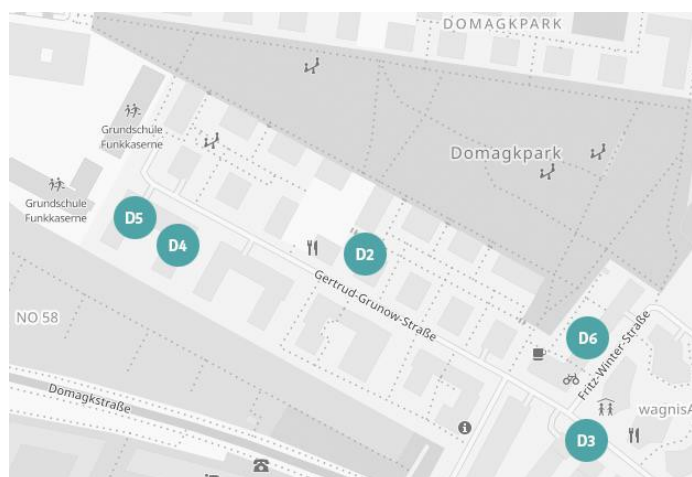 DOMAGKPARK
Grundschule
Funkkaserne
Domagkpark
Grundschule
Funkkaserne
D5
D4
D2
Gertrud-Grunow-Straße
NO 58
D6
Fritz-Winter-Straße
Domagkstraße
wagnisA
D3